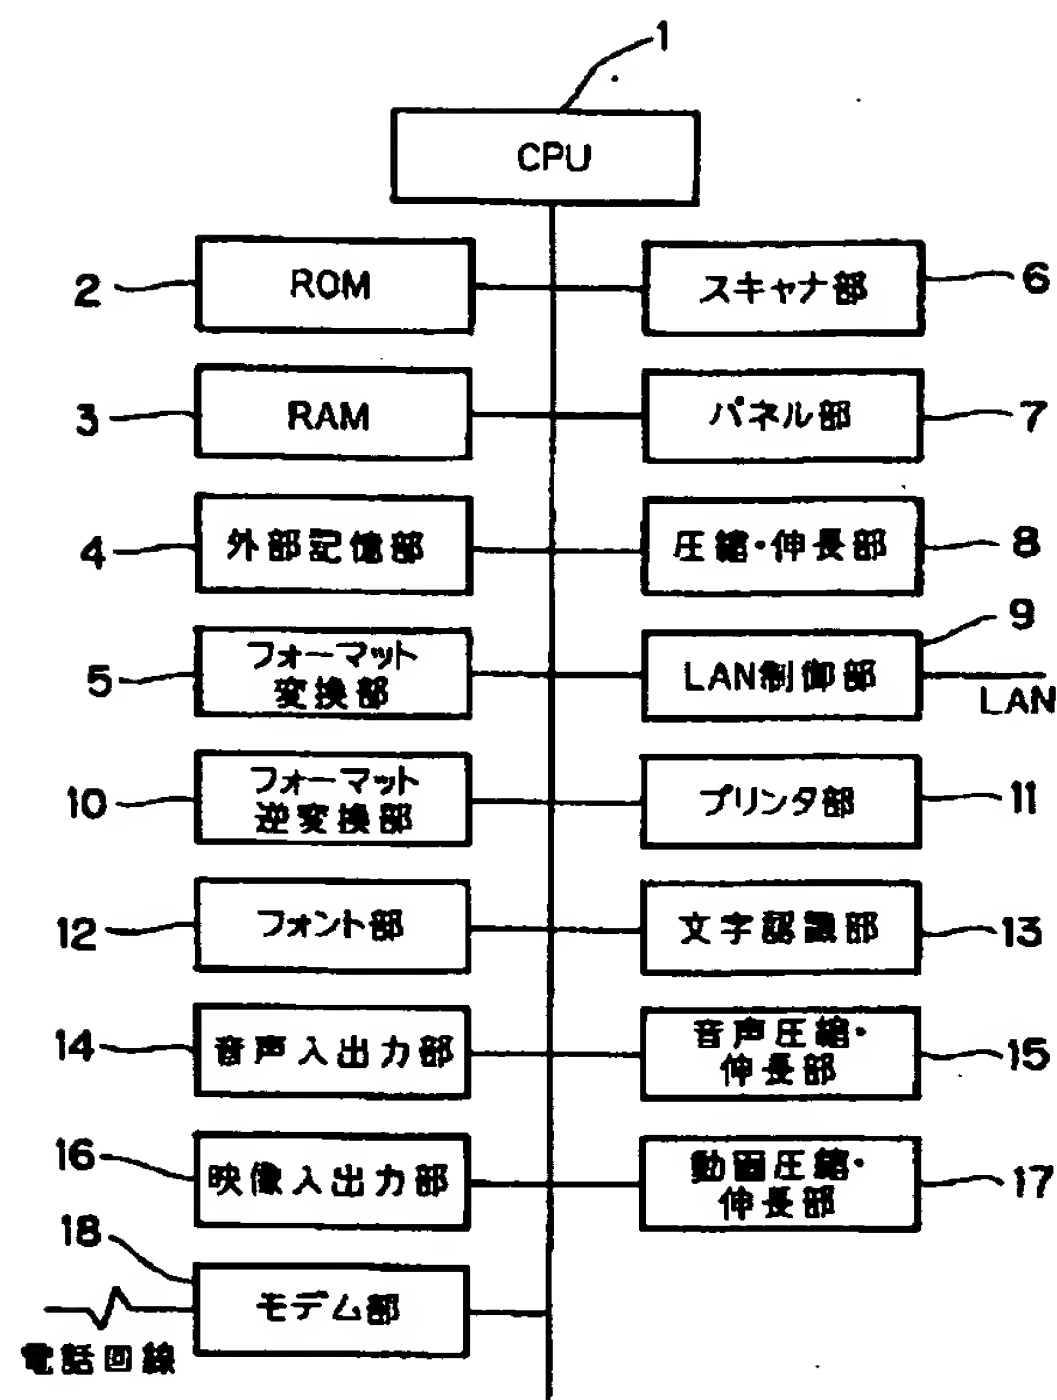 1
CPU
2
ROM
スキャナ部
6
3
RAM
パネル部
7
4
外部記憶部
圧縮・伸長部
8
5
フォーマット
変換部
LAN制御部
9
LAN
10
フォーマット
逆変換部
プリンタ部
11
12
フォント部
文字認識部
13
14
音声入出力部
音声圧縮・
伸長部
15
16
映像入出力部
動画圧縮・
伸長部
17
18
モデム部
電話回線